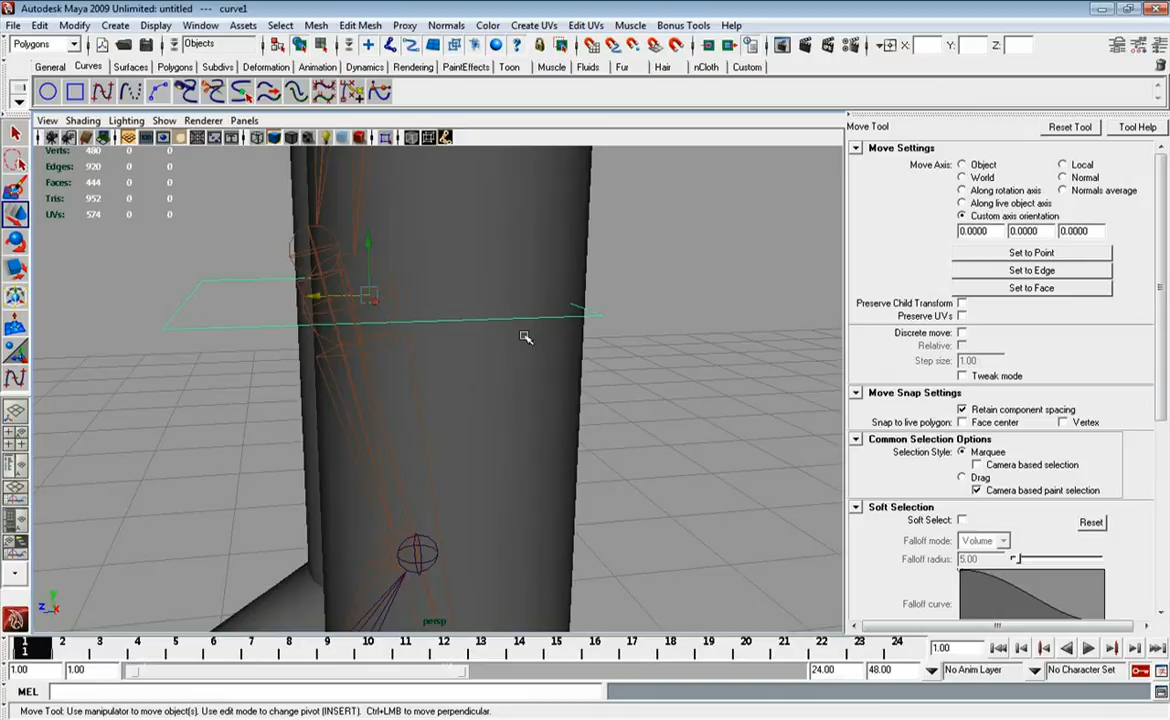 Autodesk Maya 2009 Unlimited: untitled --- curve1
File Edit Modify Create Display Window Assets Select Mesh Edit Mesh Proxy Normals Color Create UVs Edit UVs Muscle Bonus Tools Help
Polygons Objects X: Y: Z:
General Curves Surfaces Polygons Subdivs Deformation Animation Dynamics Rendering PaintEffects Toon Muscle Fluids Fur Hair nCloth Custom
View Shading Lighting Show Renderer Panels
Move Tool Reset Tool Tool Help
Verts: 480 0 0
Edges: 920 0 0
Faces: 444 0 0
Tris: 952 0 0
UVs: 574 0 0
Move Settings
Move Axis: Object Local
World Normal
Along rotation axis Normals average
Along live object axis
Custom axis orientation
0.0000 0.0000 0.0000
Set to Point
Set to Edge
Set to Face
Preserve Child Transform
Preserve UVs
Discrete move:
Relative:
Step size: 1.00
Tweak mode
Move Snap Settings
Retain component spacing
Snap to live polygon: Face center Vertex
Common Selection Options
Selection Style: Marquee
Camera based selection
Drag
Camera based paint selection
Soft Selection
Soft Select: Reset
Falloff mode: Volume
Falloff radius: 5.00
Falloff curve:
z x y
persp
1 2 3 4 5 6 7 8 9 10 11 12 13 14 15 16 17 18 19 20 21 22 23 24
1 1.00
1.00 1.00 24.00 48.00 No Anim Layer No Character Set
MEL
Move Tool: Use manipulator to move object(s). Use edit mode to change pivot (INSERT). Ctrl+LMB to move perpendicular.